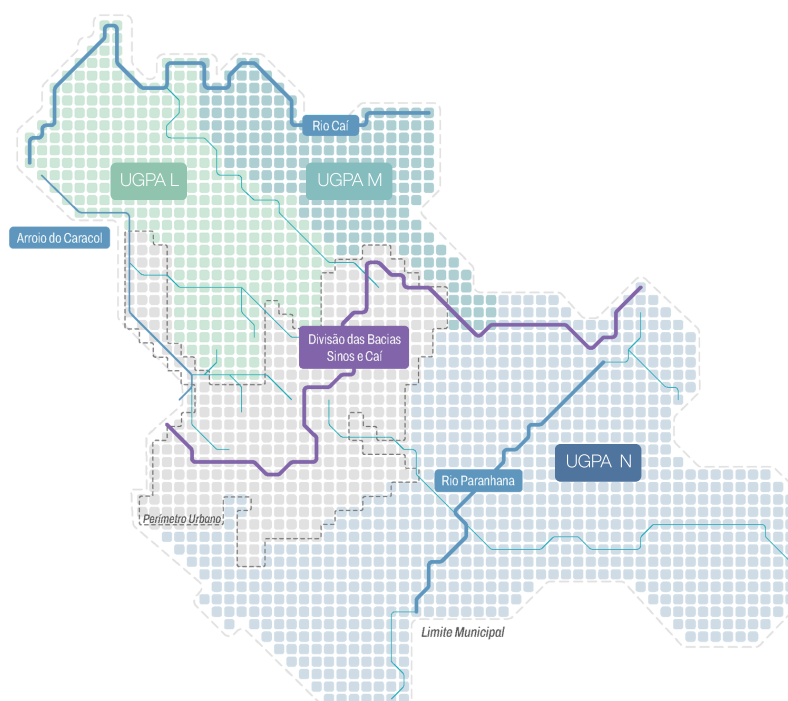 Rio Caí
UGPA L
UGPA M
Arroio do Caracol
Divisão das Bacias
Sinos e Caí
UGPA N
Rio Paranhana
Perímetro Urbano
Limite Municipal